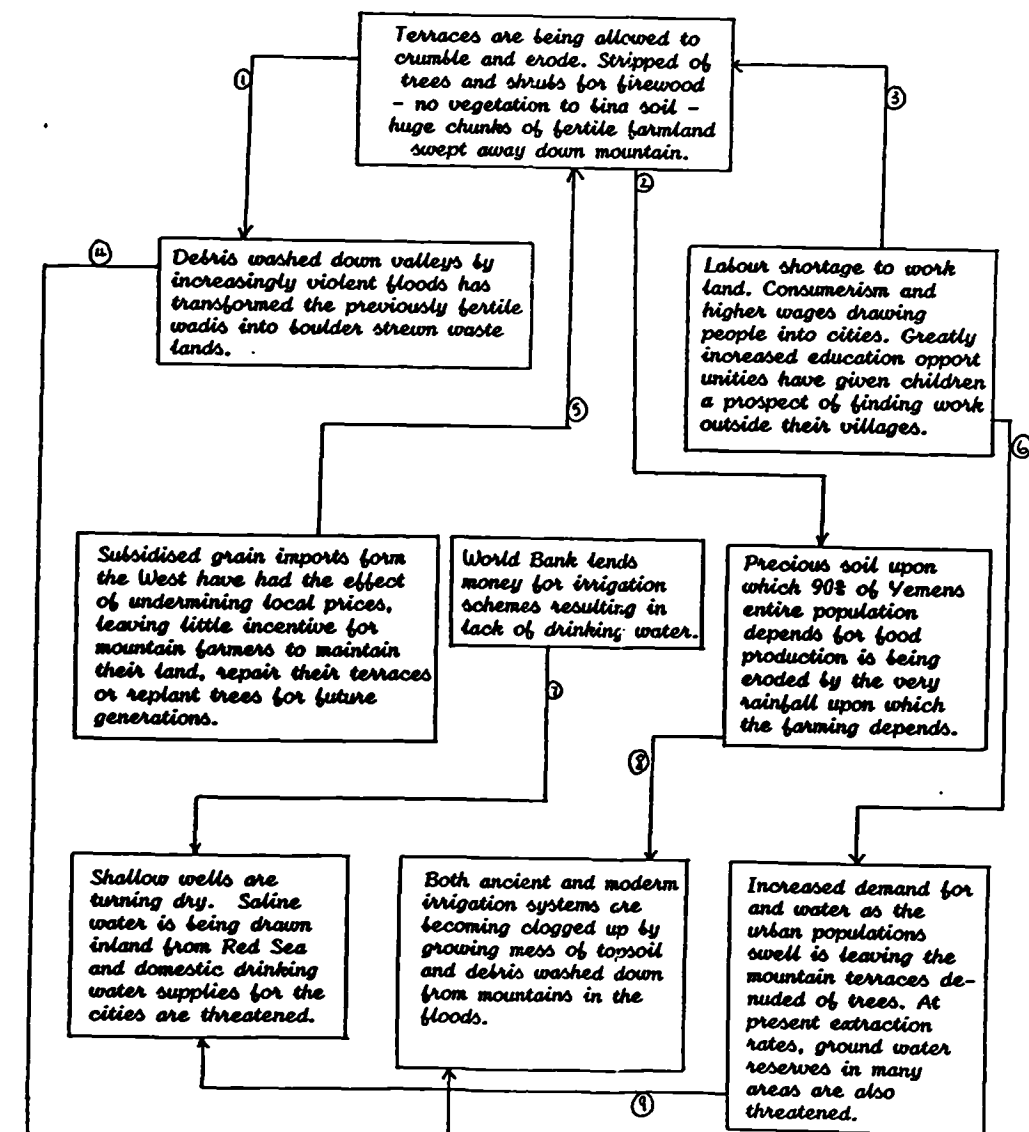 Terraces are being allowed to
crumble and erode. Stripped of
trees and shrubs for firewood
- no vegetation to bina soil -
huge chunks of fertile farmland
swept away down mountain.
①
③
②
④
Debris washed down valleys by
increasingly violent floods has
transformed the previously fertile
wadis into boulder strewn waste
lands.
Labour shortage to work
land. Consumerism and
higher wages drawing
people into cities. Greatly
increased education opport
unities have given children
a prospect of finding work
outside their villages.
⑤
⑥
Subsidised grain imports form
the West have had the effect
of undermining local prices,
leaving little incentive for
mountain farmers to maintain
their land, repair their terraces
or replant trees for future
generations.
World Bank lends
money for irrigation
schemes resulting in
lack of drinking water.
Precious soil upon
which 90% of Yemens
entire population
depends for food
production is being
eroded by the very
rainfall upon which
the farming depends.
⑦
⑧
Shallow wells are
turning dry. Saline
water is being drawn
inland from Red Sea
and domestic drinking
water supplies for the
cities are threatened.
Both ancient and moderm
irrigation systems are
becoming clogged up by
growing mess of topsoil
and debris washed down
from mountains in the
floods.
Increased demand for
and water as the
urban populations
swell is leaving the
mountain terraces de-
nuded of trees. At
present extraction
rates, ground water
reserves in many
areas are also
threatened.
⑨